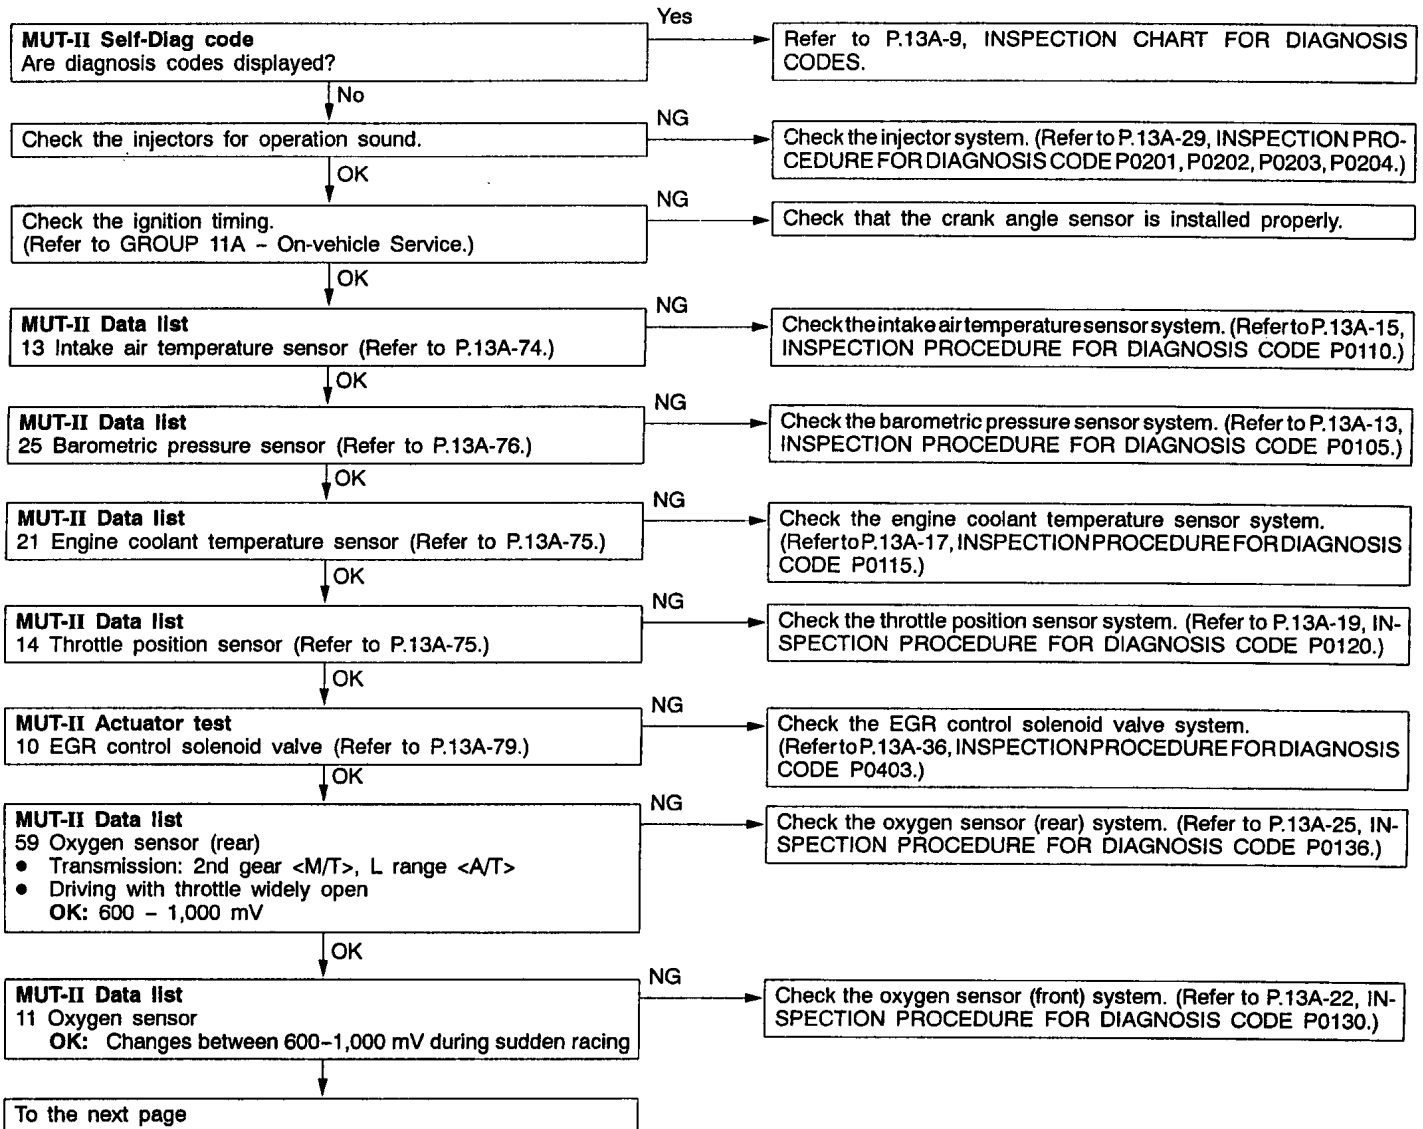 MUT-II Self-Diag code
Are diagnosis codes displayed?
Yes
Refer to P.13A-9, INSPECTION CHART FOR DIAGNOSIS
CODES.
No
Check the injectors for operation sound.
NG
Check the injector system. (Refer to P.13A-29, INSPECTION PRO-
CEDURE FOR DIAGNOSIS CODE P0201, P0202, P0203, P0204.)
OK
Check the ignition timing.
(Refer to GROUP 11A – On-vehicle Service.)
NG
Check that the crank angle sensor is installed properly.
OK
MUT-II Data list
13 Intake air temperature sensor (Refer to P.13A-74.)
NG
Check the intake air temperature sensor system. (Refer to P.13A-15,
INSPECTION PROCEDURE FOR DIAGNOSIS CODE P0110.)
OK
MUT-II Data list
25 Barometric pressure sensor (Refer to P.13A-76.)
NG
Check the barometric pressure sensor system. (Refer to P.13A-13,
INSPECTION PROCEDURE FOR DIAGNOSIS CODE P0105.)
OK
MUT-II Data list
21 Engine coolant temperature sensor (Refer to P.13A-75.)
NG
Check the engine coolant temperature sensor system.
(Refer to P.13A-17, INSPECTION PROCEDURE FOR DIAGNOSIS
CODE P0115.)
OK
MUT-II Data list
14 Throttle position sensor (Refer to P.13A-75.)
NG
Check the throttle position sensor system. (Refer to P.13A-19, IN-
SPECTION PROCEDURE FOR DIAGNOSIS CODE P0120.)
OK
MUT-II Actuator test
10 EGR control solenoid valve (Refer to P.13A-79.)
NG
Check the EGR control solenoid valve system.
(Refer to P.13A-36, INSPECTION PROCEDURE FOR DIAGNOSIS
CODE P0403.)
OK
MUT-II Data list
59 Oxygen sensor (rear)
● Transmission: 2nd gear <M/T>, L range <A/T>
● Driving with throttle widely open
OK: 600 – 1,000 mV
NG
Check the oxygen sensor (rear) system. (Refer to P.13A-25, IN-
SPECTION PROCEDURE FOR DIAGNOSIS CODE P0136.)
OK
MUT-II Data list
11 Oxygen sensor
OK: Changes between 600–1,000 mV during sudden racing
NG
Check the oxygen sensor (front) system. (Refer to P.13A-22, IN-
SPECTION PROCEDURE FOR DIAGNOSIS CODE P0130.)
To the next page